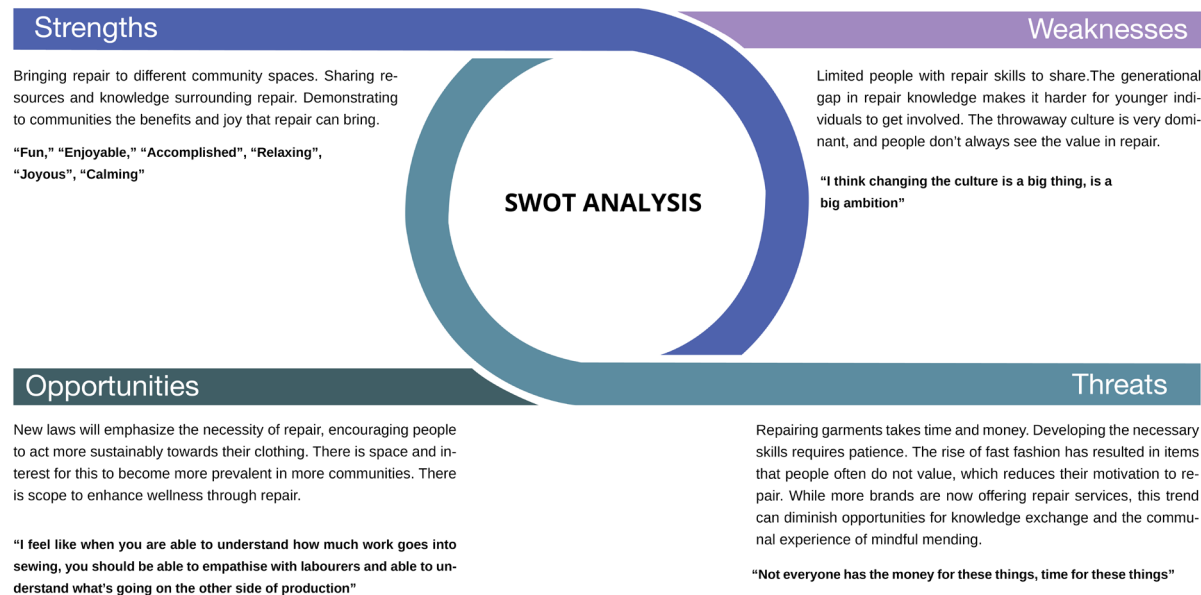 Strengths
Bringing repair to different community spaces. Sharing re-
sources and knowledge surrounding repair. Demonstrating
to communities the benefits and joy that repair can bring.
“Fun,” “Enjoyable,” “Accomplished”, “Relaxing”,
“Joyous”, “Calming”
Weaknesses
Limited people with repair skills to share.The generational
gap in repair knowledge makes it harder for younger indi-
viduals to get involved. The throwaway culture is very domi-
nant, and people don’t always see the value in repair.
“I think changing the culture is a big thing, is a
big ambition”
SWOT ANALYSIS
Opportunities
New laws will emphasize the necessity of repair, encouraging people
to act more sustainably towards their clothing. There is space and in-
terest for this to become more prevalent in more communities. There
is scope to enhance wellness through repair.
“I feel like when you are able to understand how much work goes into
sewing, you should be able to empathise with labourers and able to un-
derstand what’s going on the other side of production”
Threats
Repairing garments takes time and money. Developing the necessary
skills requires patience. The rise of fast fashion has resulted in items
that people often do not value, which reduces their motivation to re-
pair. While more brands are now offering repair services, this trend
can diminish opportunities for knowledge exchange and the commu-
nal experience of mindful mending.
“Not everyone has the money for these things, time for these things”